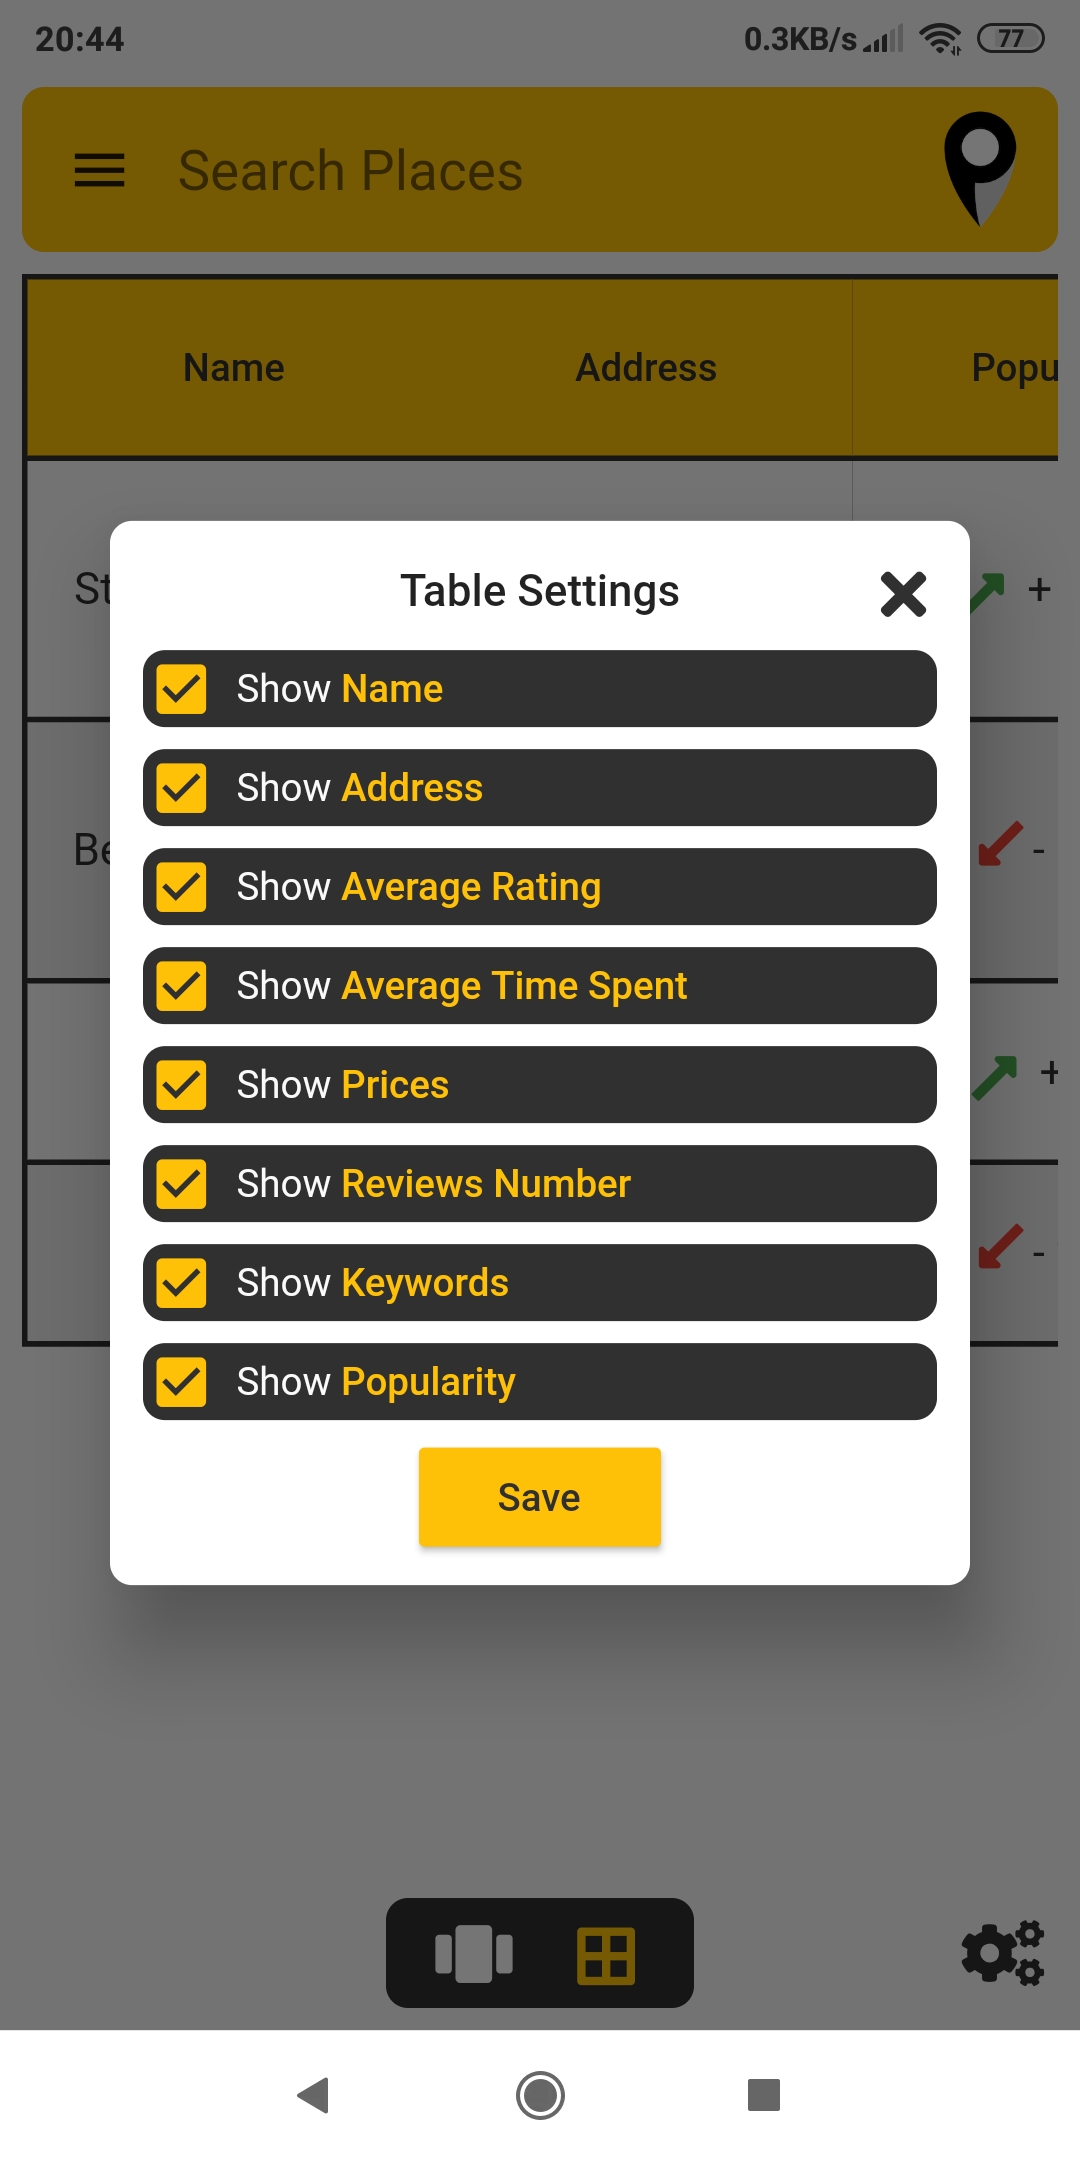 20:44 0.3KB/s 77
Search Places
Name Address Popu
St +
Be -
+
-
Table Settings
Show Name
Show Address
Show Average Rating
Show Average Time Spent
Show Prices
Show Reviews Number
Show Keywords
Show Popularity
Save